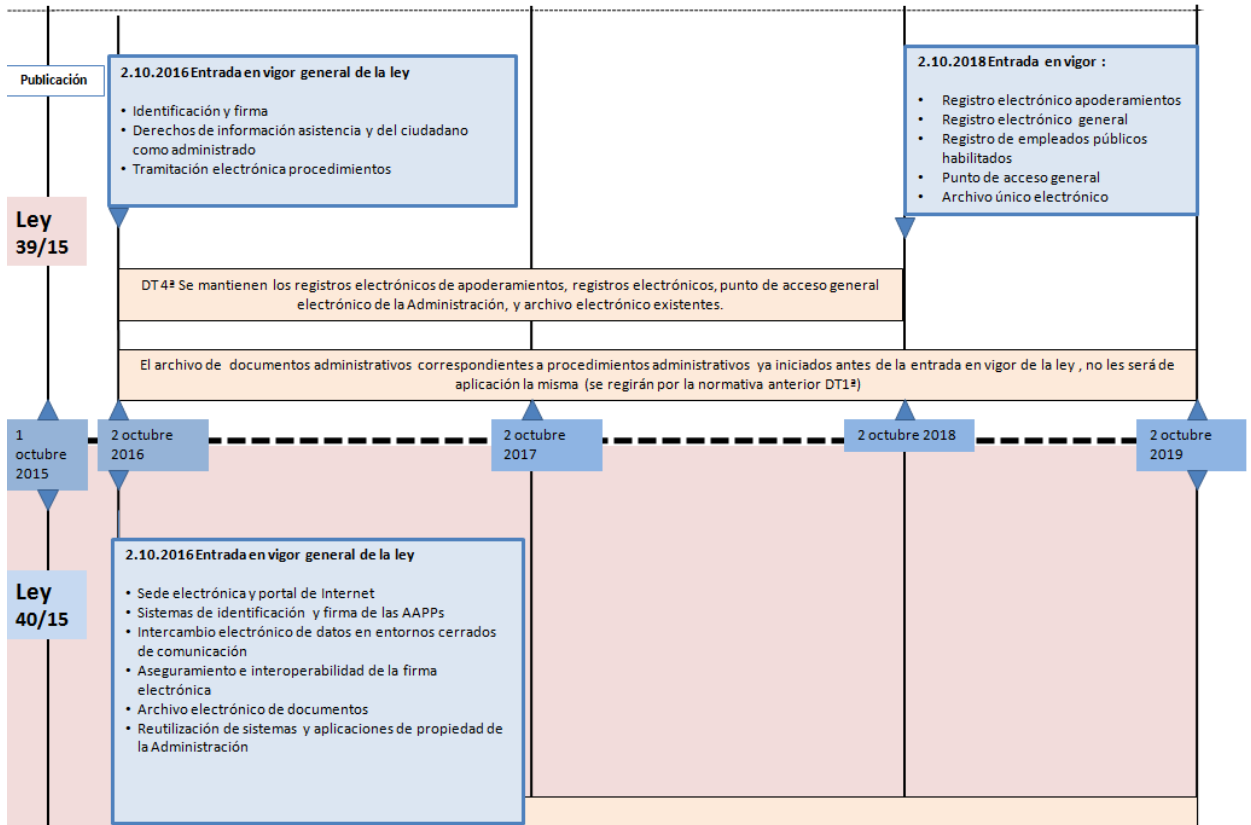 Publicación
2.10.2016 Entrada en vigor general de la ley
• Identificación y firma
• Derechos de información asistencia y del ciudadano
como administrado
• Tramitación electrónica procedimientos
2.10.2018 Entrada en vigor :
• Registro electrónico apoderamientos
• Registro electrónico general
• Registro de empleados públicos
habilitados
• Punto de acceso general
• Archivo único electrónico
Ley
39/15
DT 4ª Se mantienen los registros electrónicos de apoderamientos, registros electrónicos, punto de acceso general
electrónico de la Administración, y archivo electrónico existentes.
El archivo de documentos administrativos correspondientes a procedimientos administrativos ya iniciados antes de la entrada en vigor de la ley , no les será de
aplicación la misma (se regirán por la normativa anterior DT1ª)
1
octubre
2015
2 octubre
2016
2 octubre
2017
2 octubre 2018
2 octubre
2019
Ley
40/15
2.10.2016 Entrada en vigor general de la ley
• Sede electrónica y portal de Internet
• Sistemas de identificación y firma de las AAPPs
• Intercambio electrónico de datos en entornos cerrados
de comunicación
• Aseguramiento e interoperabilidad de la firma
electrónica
• Archivo electrónico de documentos
• Reutilización de sistemas y aplicaciones de propiedad de
la Administración